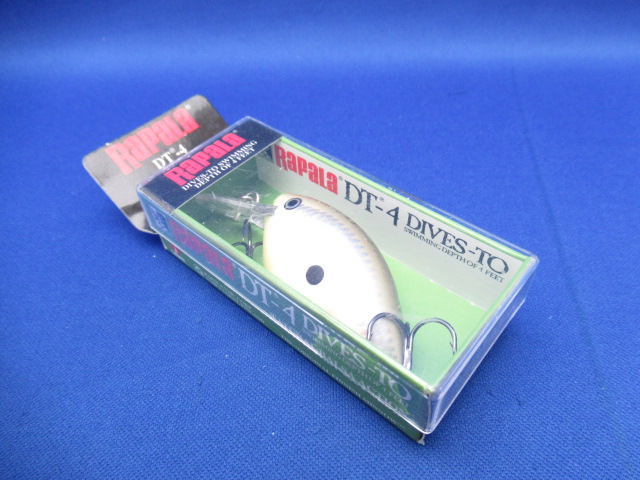 RAPALA
DT®-4
RAPALA
DIVES-TO SWIMMING
DEPTH OF 4 FEET
RAPALA® DT®-4 DIVES-TO
SWIMMING DEPTH OF 4 FEET
RAPALA DT-4 DIVES-TO